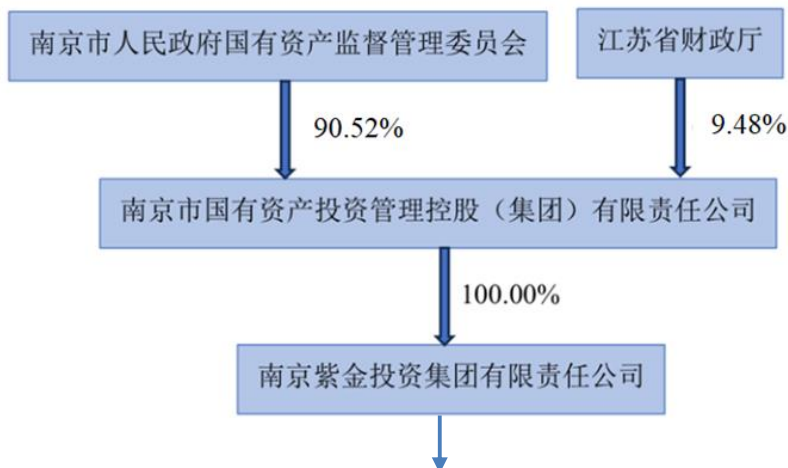 南京市人民政府国有资产监督管理委员会
江苏省财政厅
90.52%
9.48%
南京市国有资产投资管理控股（集团）有限责任公司
100.00%
南京紫金投资集团有限责任公司